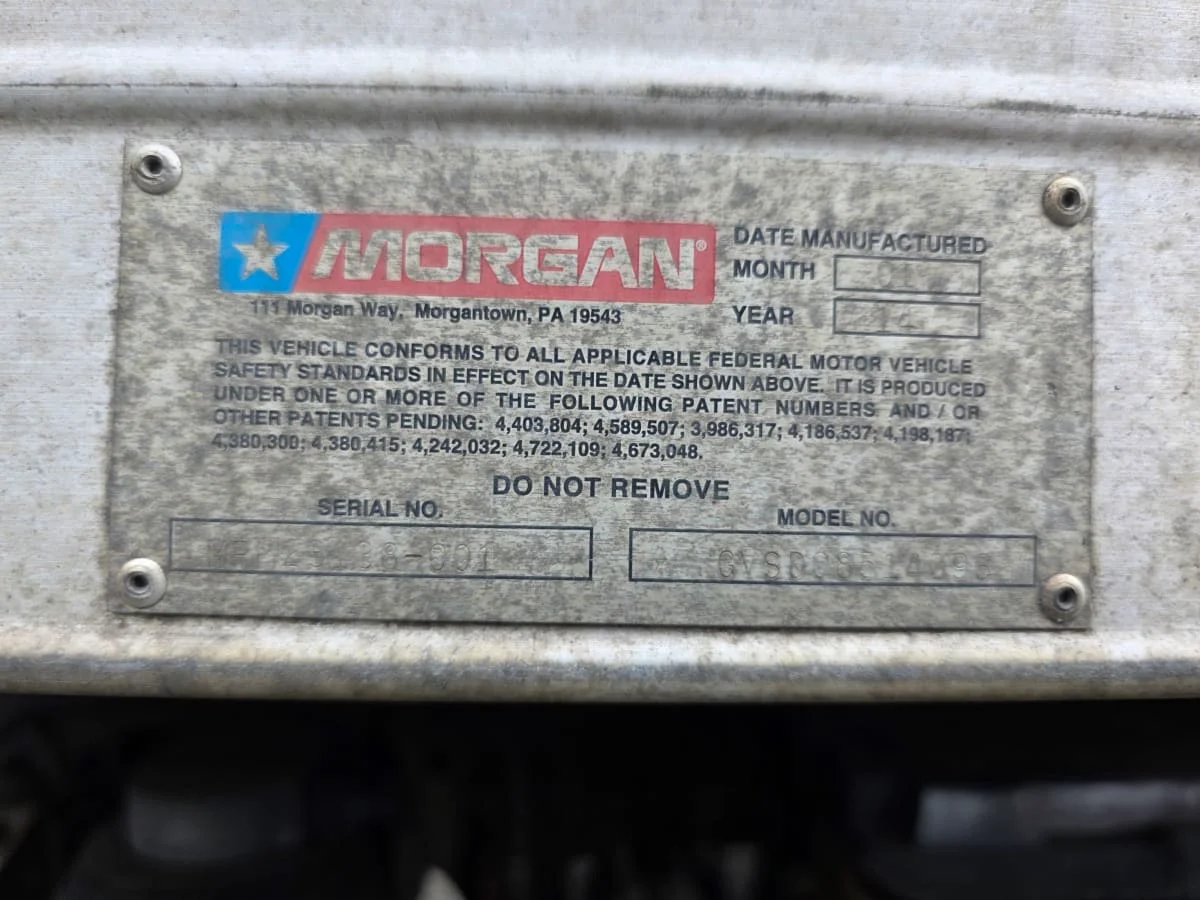 MORGAN®
111 Morgan Way, Morgantown, PA 19543
DATE MANUFACTURED
MONTH 01
YEAR
THIS VEHICLE CONFORMS TO ALL APPLICABLE FEDERAL MOTOR VEHICLE
SAFETY STANDARDS IN EFFECT ON THE DATE SHOWN ABOVE. IT IS PRODUCED
UNDER ONE OR MORE OF THE FOLLOWING PATENT NUMBERS AND / OR
OTHER PATENTS PENDING: 4,403,804; 4,589,507; 3,986,317; 4,186,537; 4,198,187;
4,380,300; 4,380,415; 4,242,032; 4,722,109; 4,673,048.
DO NOT REMOVE
SERIAL NO.
MODEL NO.